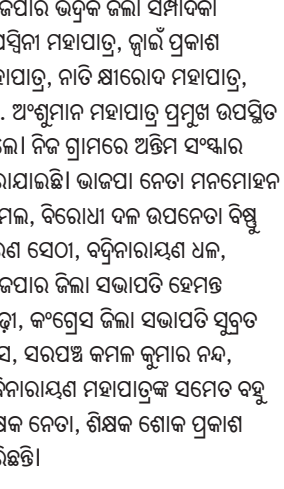 ଜପାର ଭଦ୍ରକ ଜିଲା ସମ୍ପାଦିକା
ପସ୍ୱିନୀ ମହାପାତ୍ର, ଜ୍ୱାଇଁ ପ୍ରକାଶ
ହାପାତ୍ର, ନାତି କ୍ଷୀରୋଦ ମହାପାତ୍ର,
. ଅଂଶୁମାନ ମହାପାତ୍ର ପ୍ରମୁଖ ଉପସ୍ଥିତ
ଲେ। ନିଜ ଗ୍ରାମରେ ଅନ୍ତିମ ସଂସ୍କାର
ରାଯାଇଛି। ଭାଜପା ନେତା ମନମୋହନ
ମଲ, ବିରୋଧୀ ଦଳ ଉପନେତା ବିଷ୍ଣୁ
ରଣ ସେଠୀ, ବଦ୍ରିନାରାୟଣ ଧଳ,
ଜପାର ଜିଲା ସଭାପତି ହେମନ୍ତ
ଢ଼ୀ, କଂଗ୍ରେସ ଜିଲା ସଭାପତି ସୁବ୍ରତ
ସ, ସରପଞ୍ଚ କମଳ କୁମାର ନନ୍ଦ,
ବିନାରାୟଣ ମହାପାତ୍ରଙ୍କ ସମେତ ବହୁ
ଷକ ନେତା, ଶିକ୍ଷକ ଶୋକ ପ୍ରକାଶ
ରିଛନ୍ତି।